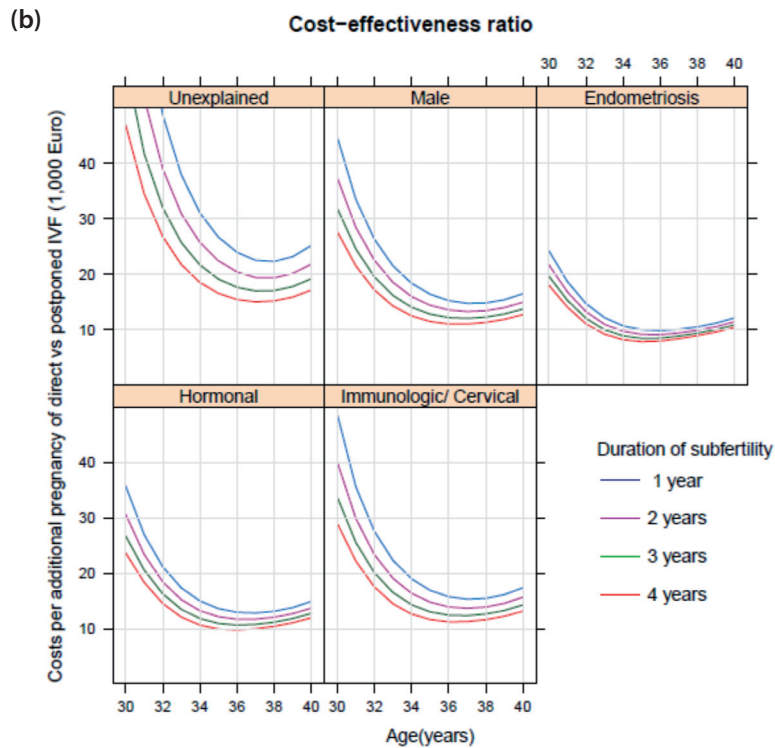 (b)
Cost−effectiveness ratio
30 32 34 36 38 40
Unexplained Male Endometriosis
40
30
20
10
Hormonal Immunologic/ Cervical
40
30
20
10
30 32 34 36 38 40 30 32 34 36 38 40
Age(years)
Costs per additional pregnancy of direct vs postponed IVF (1,000 Euro)
Duration of subfertility
1 year
2 years
3 years
4 years